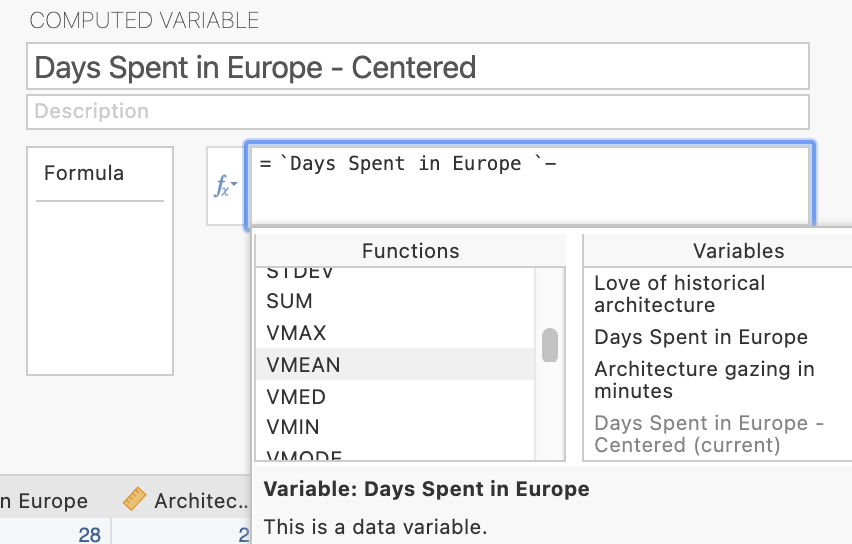 COMPUTED VARIABLE
Days Spent in Europe - Centered
Description
Formula
fx
= `Days Spent in Europe `−
Functions
Variables
STDEV
SUM
VMAX
VMEAN
VMED
VMIN
VMODE
Love of historical
architecture
Days Spent in Europe
Architecture gazing in
minutes
Days Spent in Europe -
Centered (current)
n Europe
Architec...
28
2
Variable: Days Spent in Europe
This is a data variable.